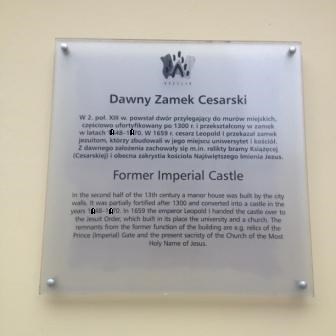 Dawny Zamek Cesarski
W 2. poł. XIII w. powstał dwór przylegający do murów miejskich,
częściowo ufortyfikowany po 1300 r. i przekształcony w zamek
w latach W 1659 r. cesarz Leopold I przekazał zamek
jezuitom, którzy zbudowali w jego miejscu uniwersytet i kościół.
Z dawnego założenia zachowały się m.in. relikty bramy Książęcej
(Cesarskiej) i obecna zakrystia kościoła Najświętszego Imienia Jezus.
Former Imperial Castle
In the second half of the 13th century a manor house was built by the city
walls. It was partially fortified after 1300 and converted into a castle in the
years In 1659 the emperor Leopold I handed the castle over to
the Jesuit Order, which built in its place the university and a church. The
remnants from the former function of the building are e.g. relics of the
Prince (Imperial) Gate and the present sacristy of the Church of the Most
Holy Name of Jesus.